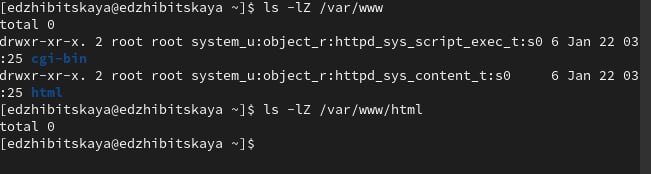 [edzhibitskaya@edzhibitskaya ~]$ ls -lZ /var/www
total 0
drwxr-xr-x. 2 root root system_u:object_r:httpd_sys_script_exec_t:s0 6 Jan 22 03
:25 cgi-bin
drwxr-xr-x. 2 root root system_u:object_r:httpd_sys_content_t:s0     6 Jan 22 03
:25 html
[edzhibitskaya@edzhibitskaya ~]$ ls -lZ /var/www/html
total 0
[edzhibitskaya@edzhibitskaya ~]$